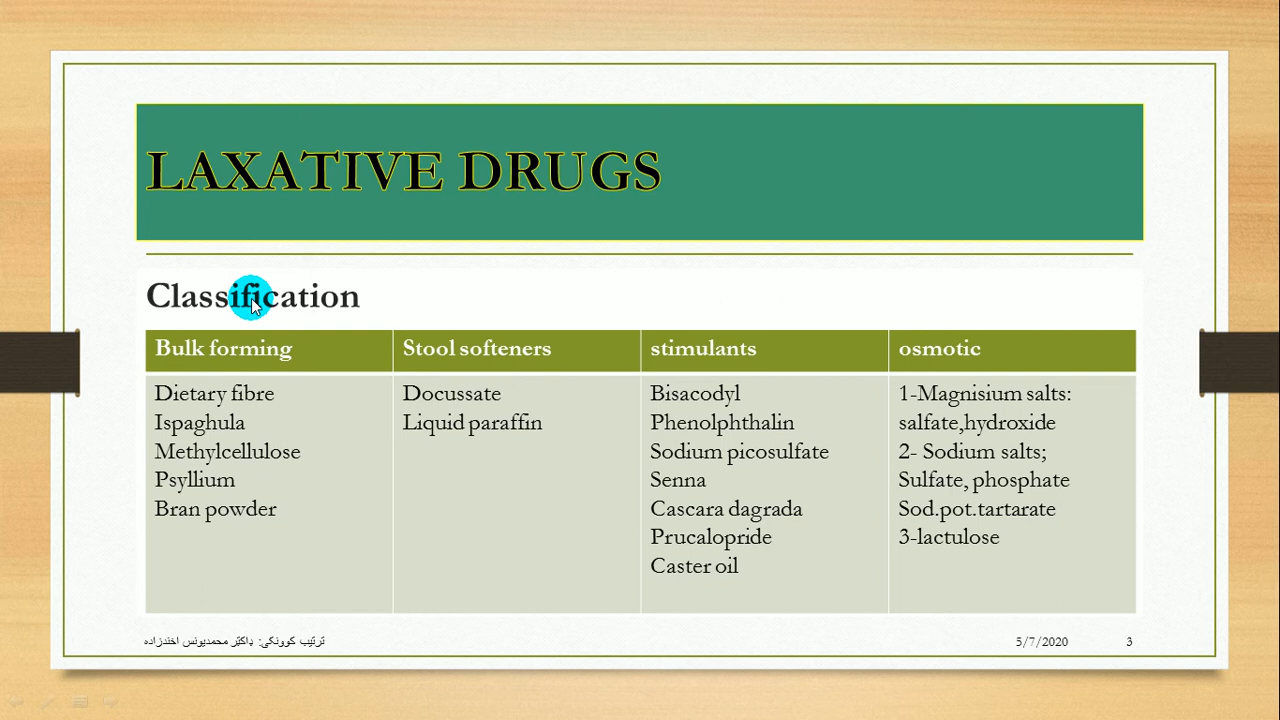 LAXATIVE DRUGS
Classification
Bulk forming
Dietary fibre
Ispaghula
Methylcellulose
Psyllium
Bran powder
Stool softeners
Docussate
Liquid paraffin
stimulants
Bisacodyl
Phenolphthalin
Sodium picosulfate
Senna
Cascara dagrada
Prucalopride
Caster oil
osmotic
1-Magnisium salts:
salfate,hydroxide
2- Sodium salts;
Sulfate, phosphate
Sod.pot.tartarate
3-lactulose
ترتیب کوونکی: ډاکټر محمدیونس اخندزاده
5/7/2020
3